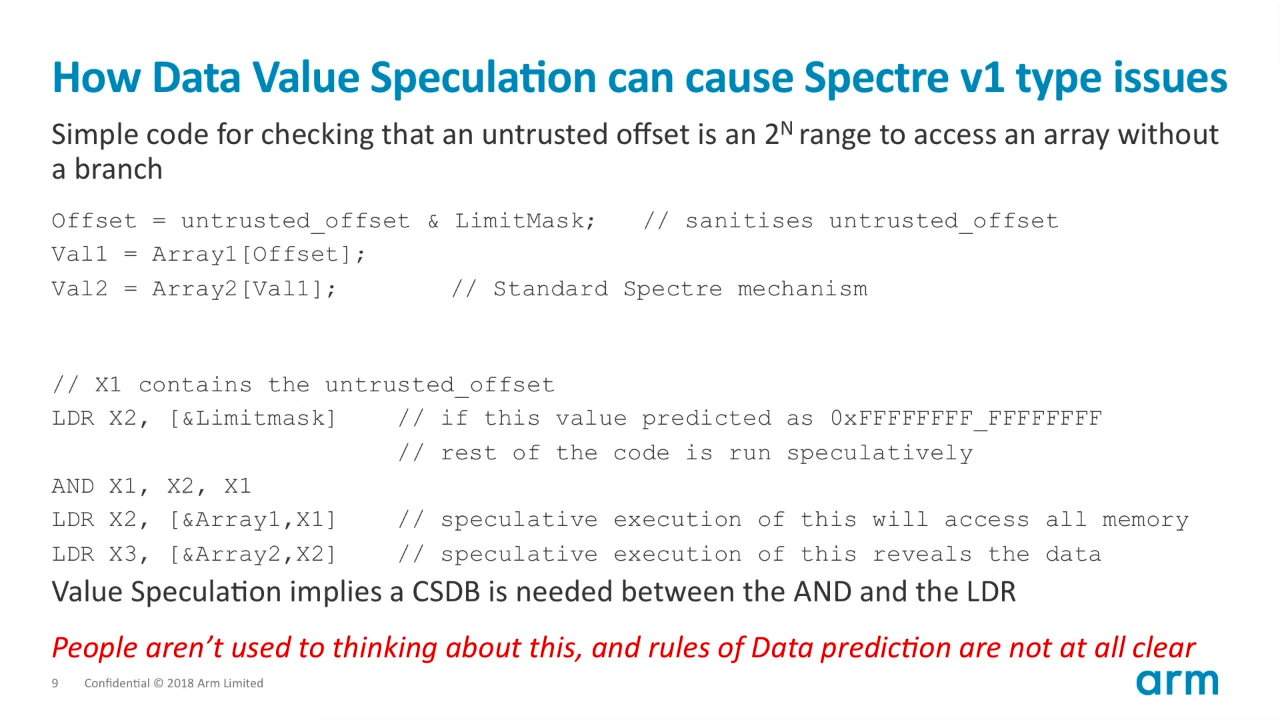 How Data Value Speculation can cause Spectre v1 type issues
Simple code for checking that an untrusted offset is an 2^N range to access an array without
a branch
Offset = untrusted_offset & LimitMask; // sanitises untrusted_offset
Val1 = Array1[Offset];
Val2 = Array2[Val1]; // Standard Spectre mechanism
// X1 contains the untrusted_offset
LDR X2, [&Limitmask] // if this value predicted as 0xFFFFFFFF_FFFFFFFF
// rest of the code is run speculatively
AND X1, X2, X1
LDR X2, [&Array1,X1] // speculative execution of this will access all memory
LDR X3, [&Array2,X2] // speculative execution of this reveals the data
Value Speculation implies a CSDB is needed between the AND and the LDR
People aren't used to thinking about this, and rules of Data prediction are not at all clear
9 Confidential © 2018 Arm Limited
arm